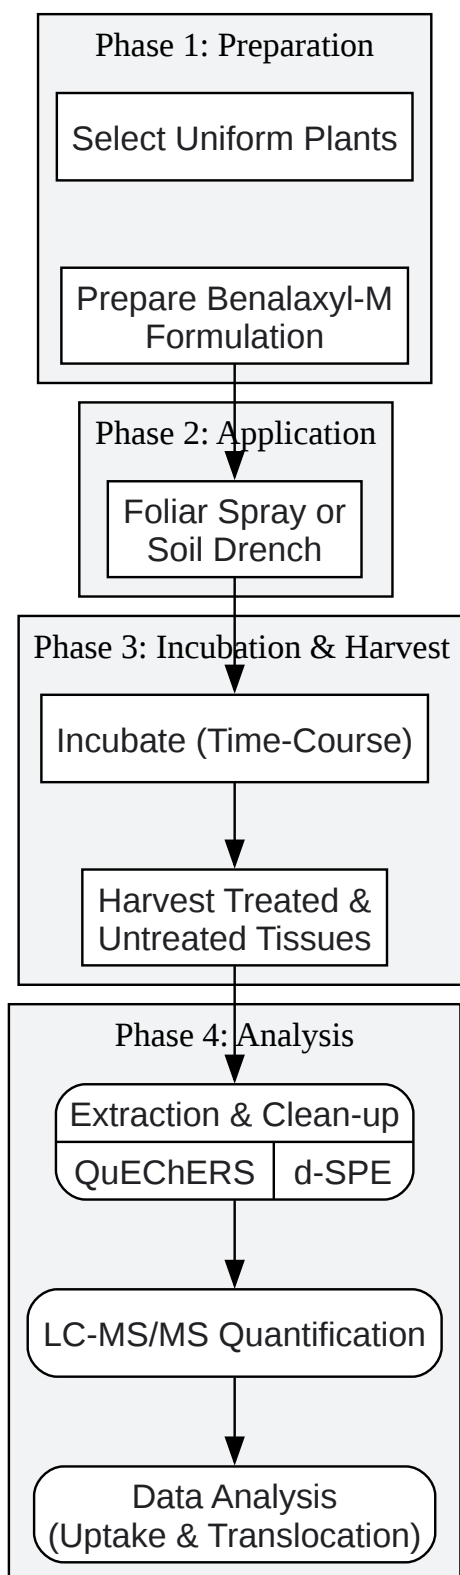 Phase 1: Preparation
Select Uniform Plants
Prepare Benalaxyl-M
Formulation
Phase 2: Application
Foliar Spray or
Soil Drench
Phase 3: Incubation & Harvest
Incubate (Time-Course)
Harvest Treated &
Untreated Tissues
Phase 4: Analysis
Extraction & Clean-up
QuEChERS d-SPE
LC-MS/MS Quantification
Data Analysis
(Uptake & Translocation)